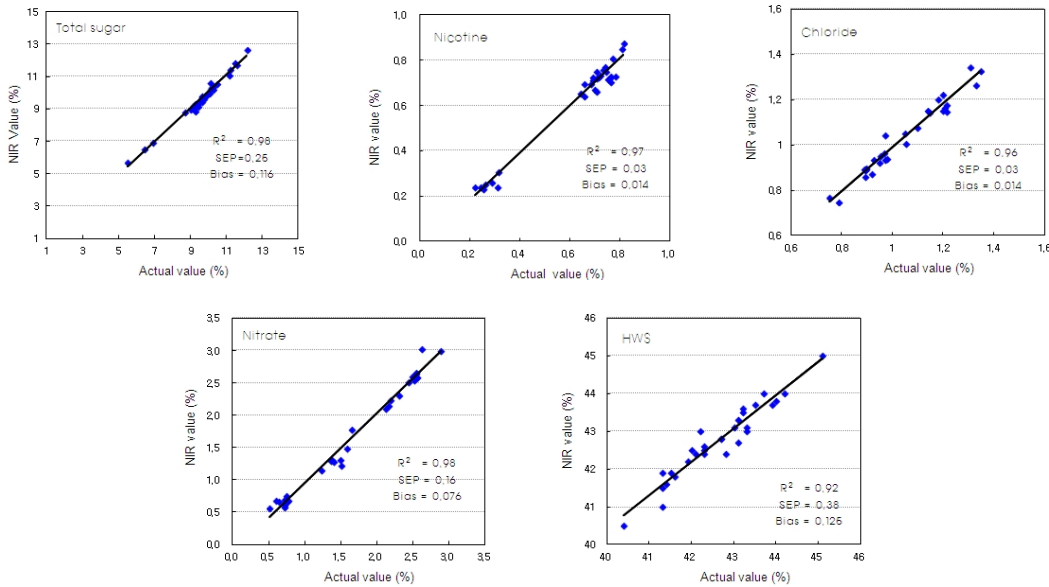 Total sugar
15
13
11
9
7
5
3
1
NIR Value (%)
R² = 0,98
SEP=0,25
Bias = 0,116
1 3 5 7 9 11 13 15
Actual value (%)
Nicotine
1,0
0,8
0,6
0,4
0,2
0,0
NIR value (%)
R² = 0,97
SEP = 0,03
Bias = 0,014
0,0 0,2 0,4 0,6 0,8 1,0
Actual value (%)
Chloride
1,6
1,4
1,2
1
0,8
0,6
NIR value (%)
R² = 0,96
SEP = 0,03
Bias = 0,014
0,6 0,8 1 1,2 1,4 1,6
Actual value (%)
Nitrate
3,5
3,0
2,5
2,0
1,5
1,0
0,5
0,0
NIR value (%)
R² = 0,98
SEP = 0,16
Bias = 0,076
0,0 0,5 1,0 1,5 2,0 2,5 3,0 3,5
Actual value (%)
HWS
46
45
44
43
42
41
40
NIR value (%)
R² = 0,92
SEP = 0,38
Bias = 0,125
40 41 42 43 44 45 46
Actual value (%)